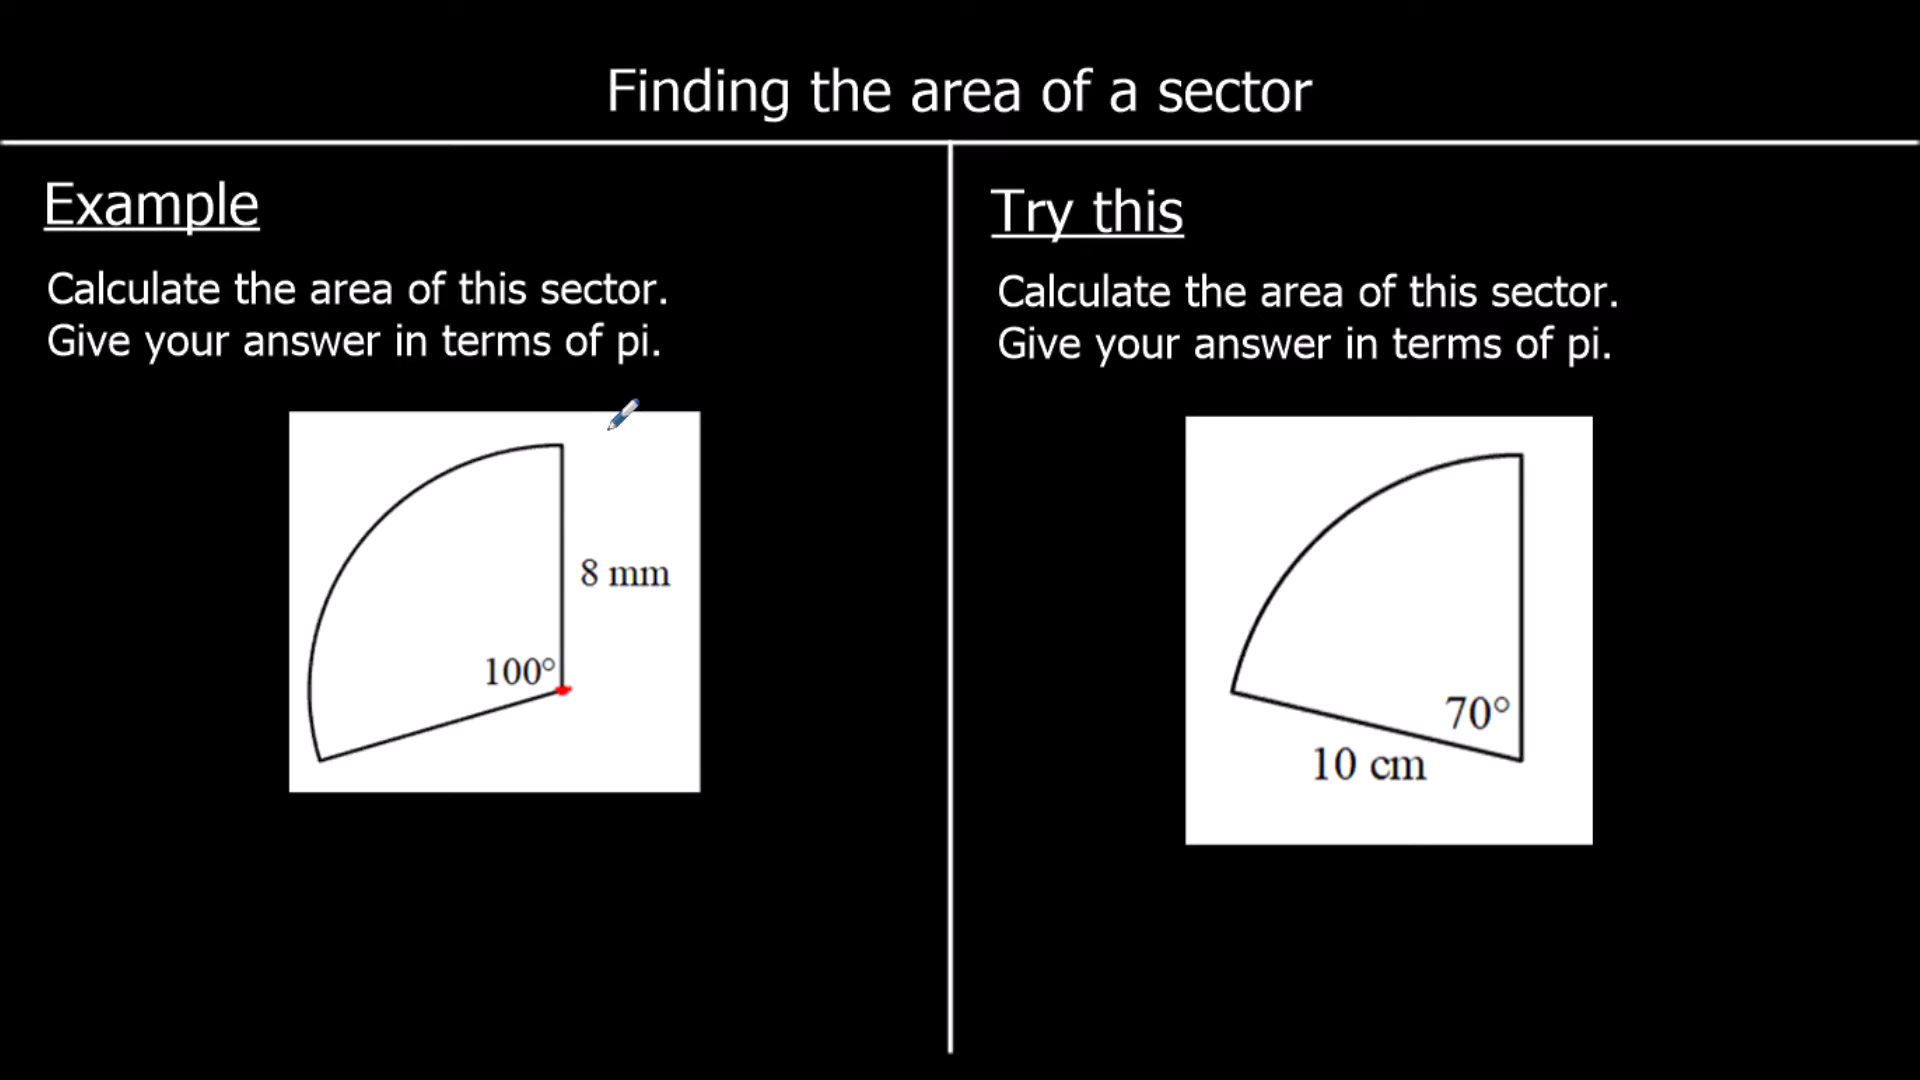 Finding the area of a sector
Example
Calculate the area of this sector.
Give your answer in terms of pi.
8 mm
100°
Try this
Calculate the area of this sector.
Give your answer in terms of pi.
70°
10 cm